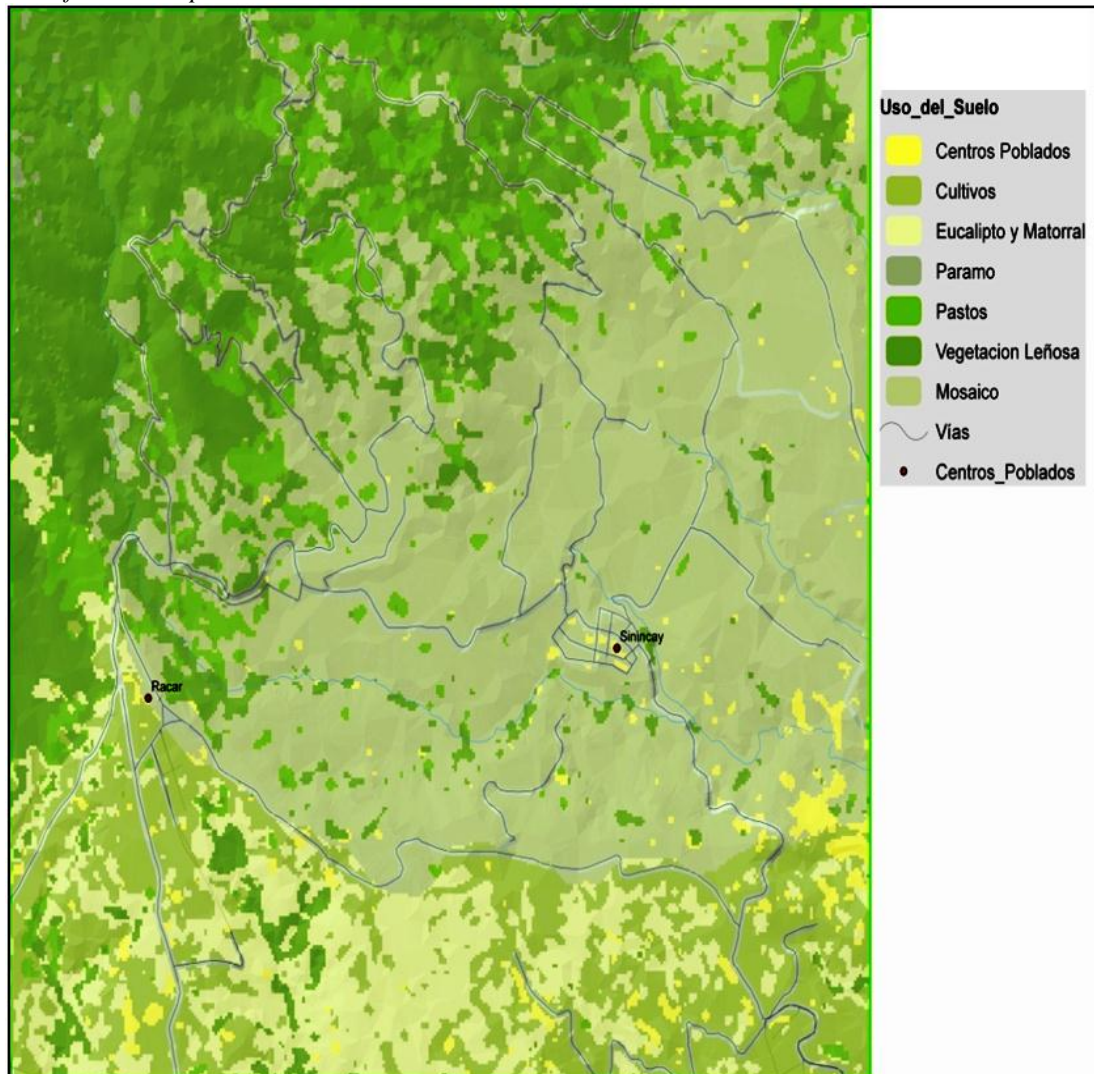 Uso_del_Suelo
Centros Poblados
Cultivos
Eucalipto y Matorral
Paramo
Pastos
Vegetacion Leñosa
Mosaico
Vías
Centros_Poblados
Sinincay
Racar